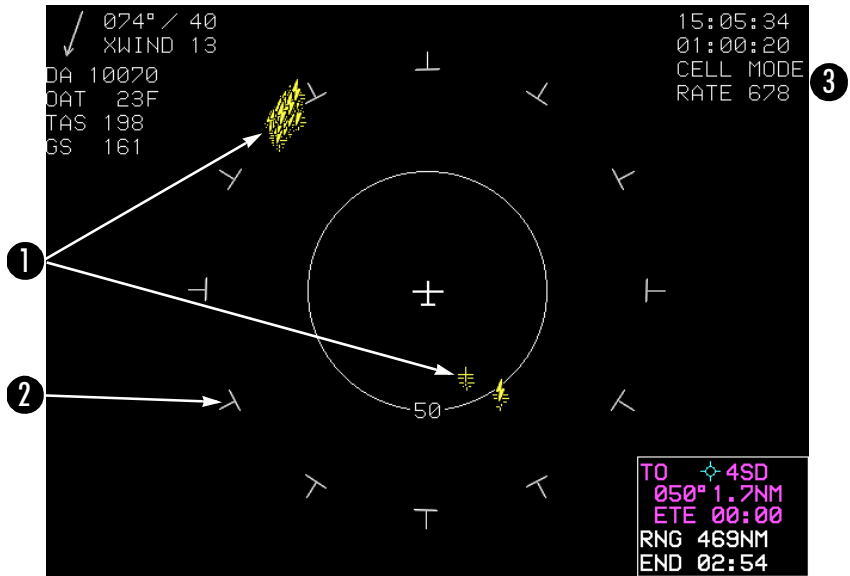 074°/ 40
XWIND 13
DA 10070
OAT 23F
TAS 198
GS 161
15:05:34
01:00:20
CELL MODE
RATE 678
3
1
2
50
TO 4SD
050° 1.7NM
ETE 00:00
RNG 469NM
END 02:54